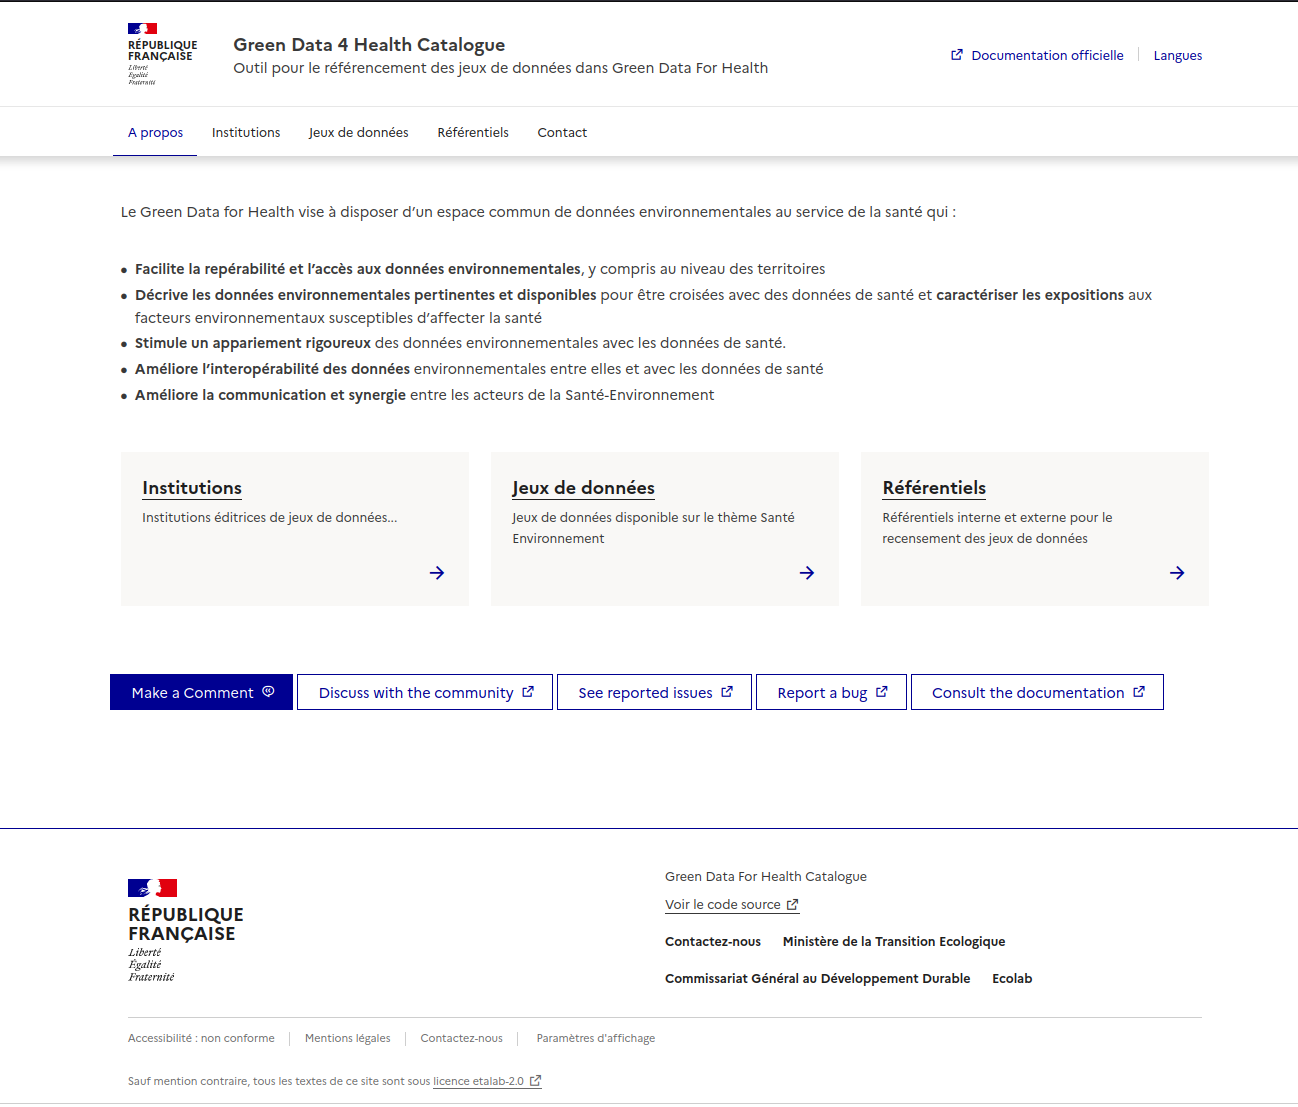 RÉPUBLIQUE
FRANÇAISE
Liberté
Égalité
Fraternité
Green Data 4 Health Catalogue
Outil pour le référencement des jeux de données dans Green Data For Health
Documentation officielle
Langues
A propos
Institutions
Jeux de données
Référentiels
Contact
Le Green Data for Health vise à disposer d’un espace commun de données environnementales au service de la santé qui :
• Facilite la repérabilité et l’accès aux données environnementales, y compris au niveau des territoires
• Décrive les données environnementales pertinentes et disponibles pour être croisées avec des données de santé et caractériser les expositions aux
facteurs environnementaux susceptibles d’affecter la santé
• Stimule un appariement rigoureux des données environnementales avec les données de santé.
• Améliore l’interopérabilité des données environnementales entre elles et avec les données de santé
• Améliore la communication et synergie entre les acteurs de la Santé-Environnement
Institutions
Institutions éditrices de jeux de données...
Jeux de données
Jeux de données disponible sur le thème Santé
Environnement
Référentiels
Référentiels interne et externe pour le
recensement des jeux de données
Make a Comment
Discuss with the community
See reported issues
Report a bug
Consult the documentation
RÉPUBLIQUE
FRANÇAISE
Liberté
Égalité
Fraternité
Green Data For Health Catalogue
Voir le code source
Contactez-nous
Ministère de la Transition Ecologique
Commissariat Général au Développement Durable
Ecolab
Accessibilité : non conforme
Mentions légales
Contactez-nous
Paramètres d'affichage
Sauf mention contraire, tous les textes de ce site sont sous licence etalab-2.0